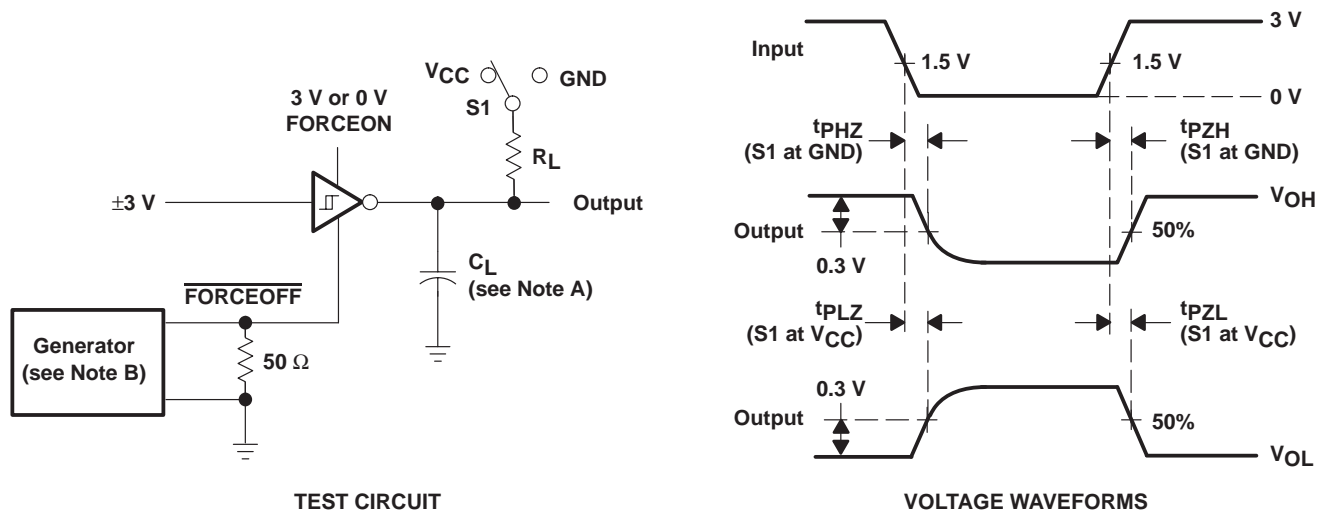 VCC
GND
S1
3 V or 0 V
FORCEON
RL
±3 V
Output
CL
(see Note A)
FORCEOFF
Generator
(see Note B)
50 Ω
TEST CIRCUIT
3 V
Input
1.5 V
1.5 V
0 V
tPHZ
(S1 at GND)
tPZH
(S1 at GND)
VOH
Output
50%
0.3 V
tPLZ
(S1 at VCC)
tPZL
(S1 at VCC)
0.3 V
Output
50%
VOL
VOLTAGE WAVEFORMS